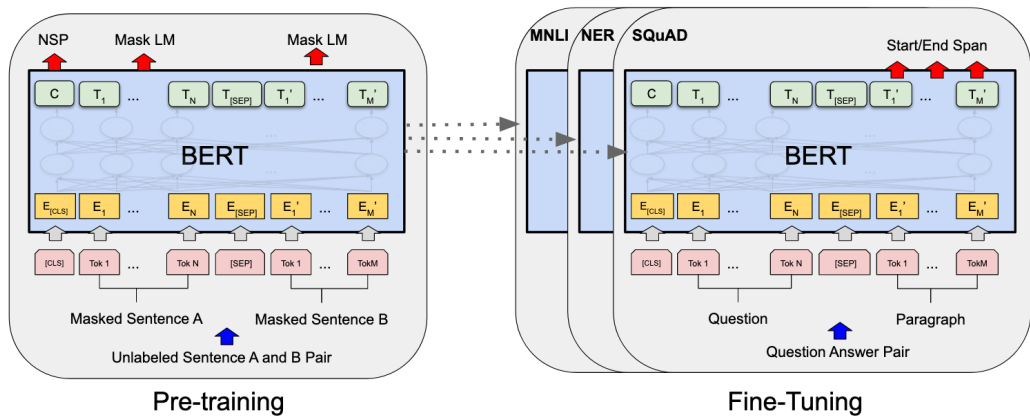 NSP Mask LM Mask LM
C T1 ... TN T[SEP] T1' ... TM'
...
BERT
...
E[CLS] E1 ... EN E[SEP] E1' ... EM'
[CLS] Tok 1 ... Tok N [SEP] Tok 1 ... TokM
Masked Sentence A Masked Sentence B
Unlabeled Sentence A and B Pair
Pre-training
MNLI NER SQuAD
Start/End Span
C T1 ... TN T[SEP] T1' ... TM'
...
BERT
...
E[CLS] E1 ... EN E[SEP] E1' ... EM'
[CLS] Tok 1 ... Tok N [SEP] Tok 1 ... TokM
Question Paragraph
Question Answer Pair
Fine-Tuning